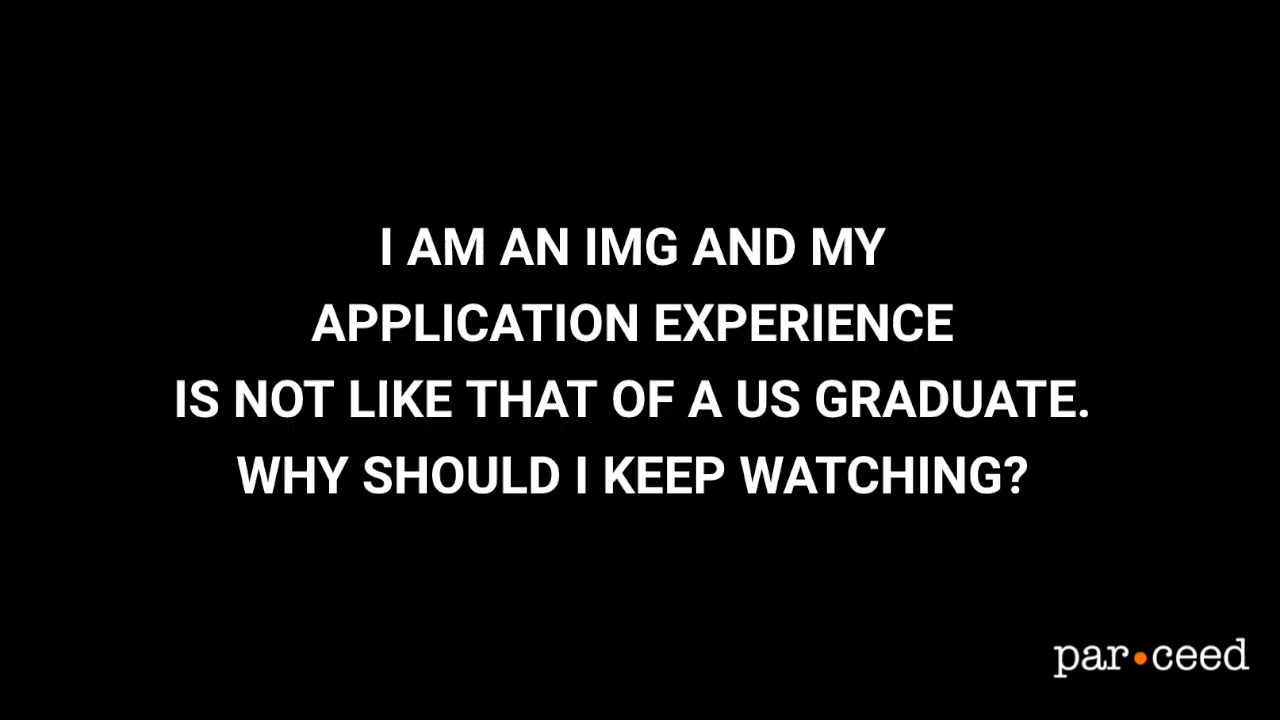 I AM AN IMG AND MY
APPLICATION EXPERIENCE
IS NOT LIKE THAT OF A US GRADUATE.
WHY SHOULD I KEEP WATCHING?
par•ceed